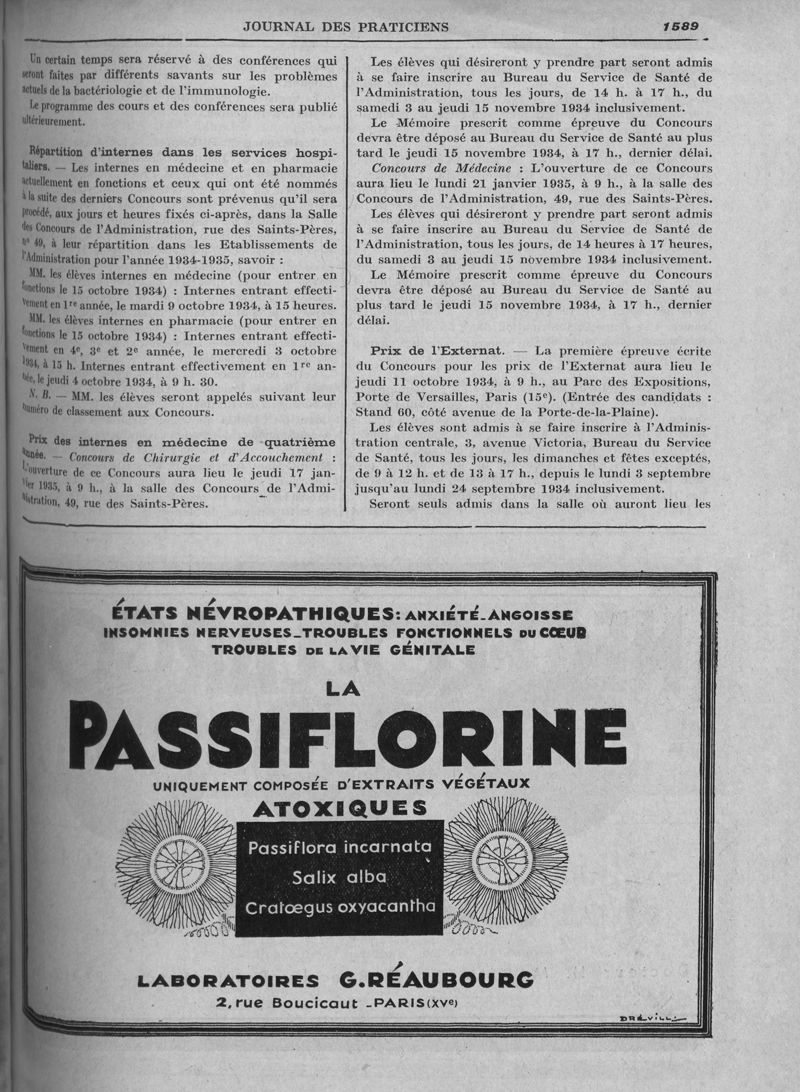 JOURNAL DES PRATICIENS
1589
Un certain temps sera réservé à des conférences qui
seront faites par différents savants sur les problèmes
actuels de la bactériologie et de l'immunologie.
Le programme des cours et des conférences sera publié
ultérieurement.
Répartition d'internes dans les services hospi-
taliers. — Les internes en médecine et en pharmacie
actuellement en fonctions et ceux qui ont été nommés
à la suite des derniers Concours sont prévenus qu'il sera
procédé, aux jours et heures fixés ci-après, dans la Salle
des Concours de l'Administration, rue des Saints-Pères,
n° 49, à leur répartition dans les Etablissements de
l'Administration pour l'année 1934-1935, savoir :
MM. les élèves internes en médecine (pour entrer en
fonctions le 15 octobre 1934) : Internes entrant effecti-
vement en 1re année, le mardi 9 octobre 1934, à 15 heures.
MM. les élèves internes en pharmacie (pour entrer en
fonctions le 15 octobre 1934) : Internes entrant effecti-
vement en 4e, 3e et 2e année, le mercredi 3 octobre
1934, à 15 h. Internes entrant effectivement en 1re an-
née, le jeudi 4 octobre 1934, à 9 h. 30.
N. B. — MM. les élèves seront appelés suivant leur
numéro de classement aux Concours.
Prix des internes en médecine de quatrième
année. — Concours de Chirurgie et d'Accouchement :
L'ouverture de ce Concours aura lieu le jeudi 17 jan-
vier 1935, à 9 h., à la salle des Concours de l'Admi-
nistration, 49, rue des Saints-Pères.
Les élèves qui désireront y prendre part seront admis
à se faire inscrire au Bureau du Service de Santé de
l'Administration, tous les jours, de 14 h. à 17 h., du
samedi 3 au jeudi 15 novembre 1934 inclusivement.
Le Mémoire prescrit comme épreuve du Concours
devra être déposé au Bureau du Service de Santé au plus
tard le jeudi 15 novembre 1934, à 17 h., dernier délai.
Concours de Médecine : L'ouverture de ce Concours
aura lieu le lundi 21 janvier 1935, à 9 h., à la salle des
Concours de l'Administration, 49, rue des Saints-Pères.
Les élèves qui désireront y prendre part seront admis
à se faire inscrire au Bureau du Service de Santé de
l'Administration, tous les jours, de 14 heures à 17 heures,
du samedi 3 au jeudi 15 novembre 1934 inclusivement.
Le Mémoire prescrit comme épreuve du Concours
devra être déposé au Bureau du Service de Santé au
plus tard le jeudi 15 novembre 1934, à 17 h., dernier
délai.
Prix de l'Externat. — La première épreuve écrite
du Concours pour les prix de l'Externat aura lieu le
jeudi 11 octobre 1934, à 9 h., au Parc des Expositions,
Porte de Versailles, Paris (15e). (Entrée des candidats :
Stand 60, côté avenue de la Porte-de-la-Plaine).
Les élèves sont admis à se faire inscrire à l'Adminis-
tration centrale, 3, avenue Victoria, Bureau du Service
de Santé, tous les jours, les dimanches et fêtes exceptés,
de 9 à 12 h. et de 13 à 17 h., depuis le lundi 3 septembre
jusqu'au lundi 24 septembre 1934 inclusivement.
Seront seuls admis dans la salle où auront lieu les
ÉTATS NÉVROPATHIQUES: ANXIÉTÉ_ANGOISSE
INSOMNIES NERVEUSES_TROUBLES FONCTIONNELS DU CŒUR
TROUBLES DE LA VIE GÉNITALE
LA
PASSIFLORINE
UNIQUEMENT COMPOSÉE D'EXTRAITS VÉGÉTAUX
ATOXIQUES
Passiflora incarnata
Salix alba
Cratœgus oxyacantha
LABORATOIRES G.RÉAUBOURG
2, rue Boucicaut _PARIS (XVe)
DRÉVILL